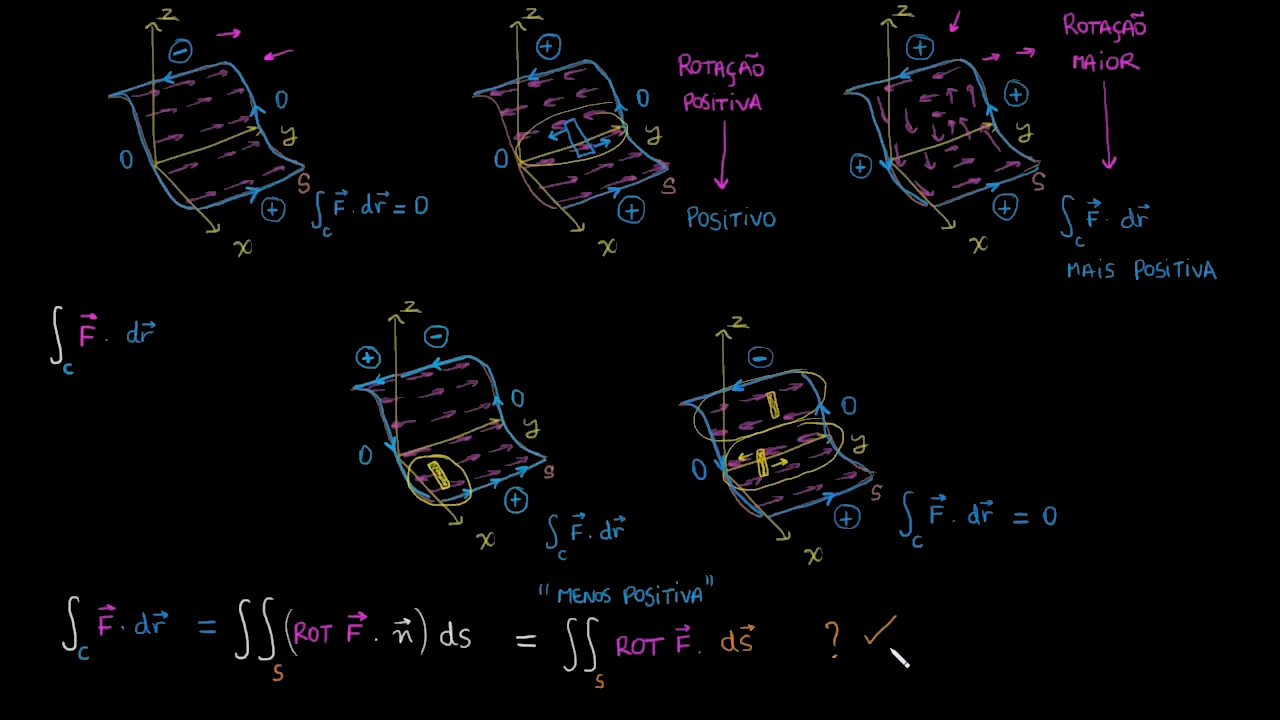 z
⊖
0
0
y
S
⊕
x
∫c F⃗ · dr⃗ = 0
z
⊕
0
0
y
S
⊕
x
ROTAÇÃO
POSITIVA
POSITIVO
z
⊕
⊕
⊕
y
S
⊕
x
ROTAÇÃO
MAIOR
∫c F⃗ · dr⃗
MAIS POSITIVA
∫c F⃗ · dr⃗
z
⊕
⊖
0
0
y
S
⊕
x
∫c F⃗ · dr⃗
"MENOS POSITIVA"
z
⊖
0
0
y
S
⊕
x
∫c F⃗ · dr⃗ = 0
∫c F⃗ · dr⃗ = ∬s (ROT F⃗ · n⃗) ds = ∬s ROT F⃗ · ds⃗ ? ✓